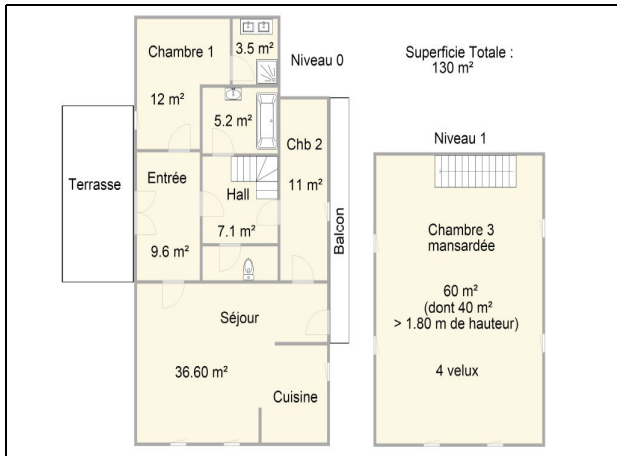 Chambre 1
12 m²
3.5 m²
Niveau 0
5.2 m²
Chb 2
11 m²
Terrasse
Entrée
9.6 m²
Hall
7.1 m²
Balcon
Séjour
36.60 m²
Cuisine
Superficie Totale :
130 m²
Niveau 1
Chambre 3
mansardée
60 m²
(dont 40 m²
> 1.80 m de hauteur)
4 velux